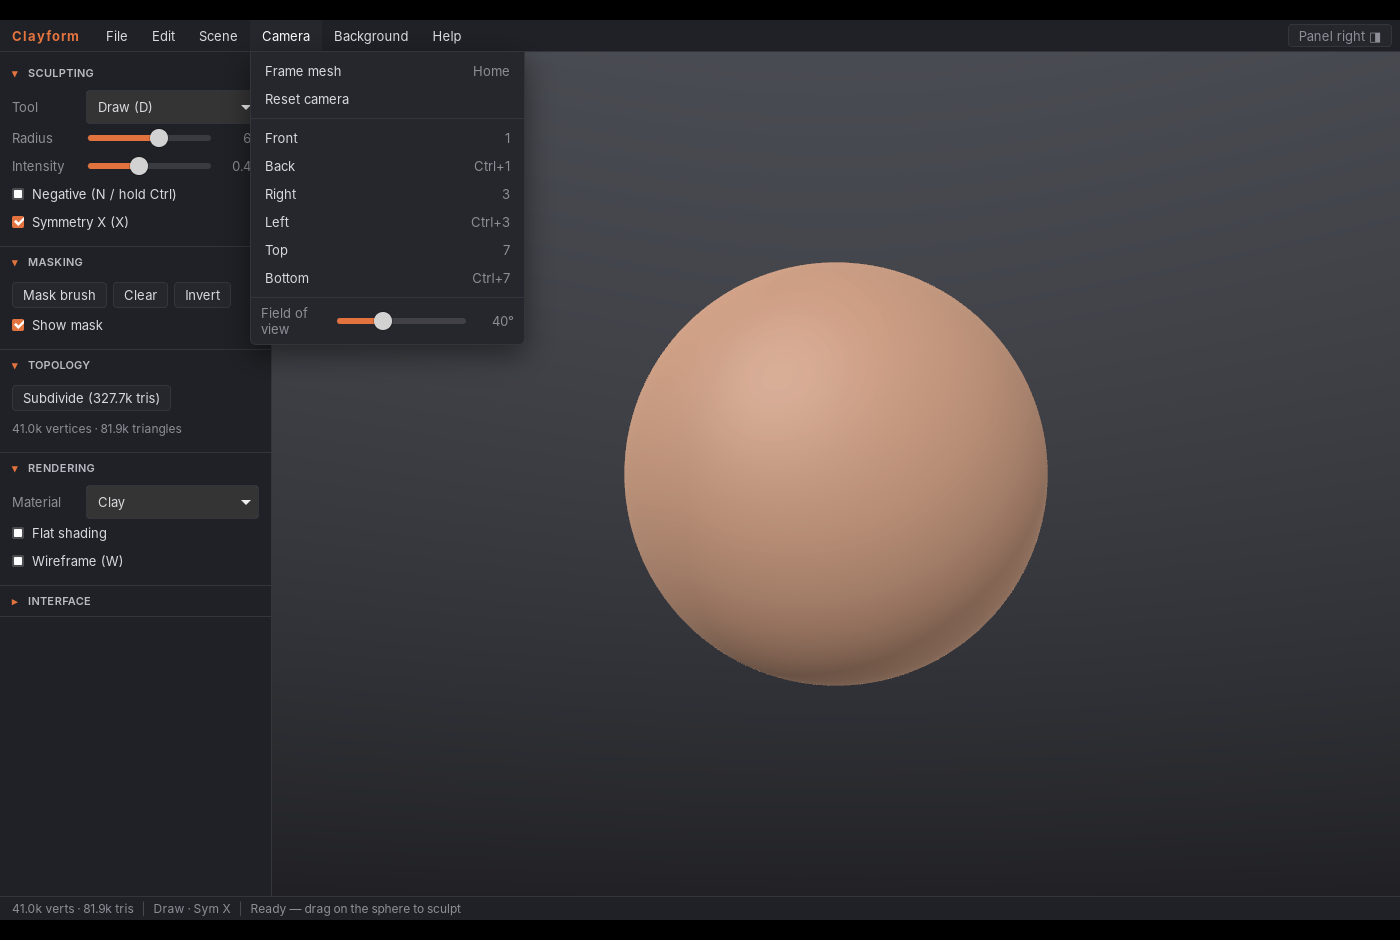 Clayform File Edit Scene Camera Background Help Panel right
SCULPTING
Tool Draw (D)
Radius 6
Intensity 0.4
Negative (N / hold Ctrl)
Symmetry X (X)
MASKING
Mask brush Clear Invert
Show mask
TOPOLOGY
Subdivide (327.7k tris)
41.0k vertices · 81.9k triangles
RENDERING
Material Clay
Flat shading
Wireframe (W)
INTERFACE
Frame mesh Home
Reset camera
Front 1
Back Ctrl+1
Right 3
Left Ctrl+3
Top 7
Bottom Ctrl+7
Field of
view 40°
41.0k verts · 81.9k tris Draw · Sym X Ready — drag on the sphere to sculpt